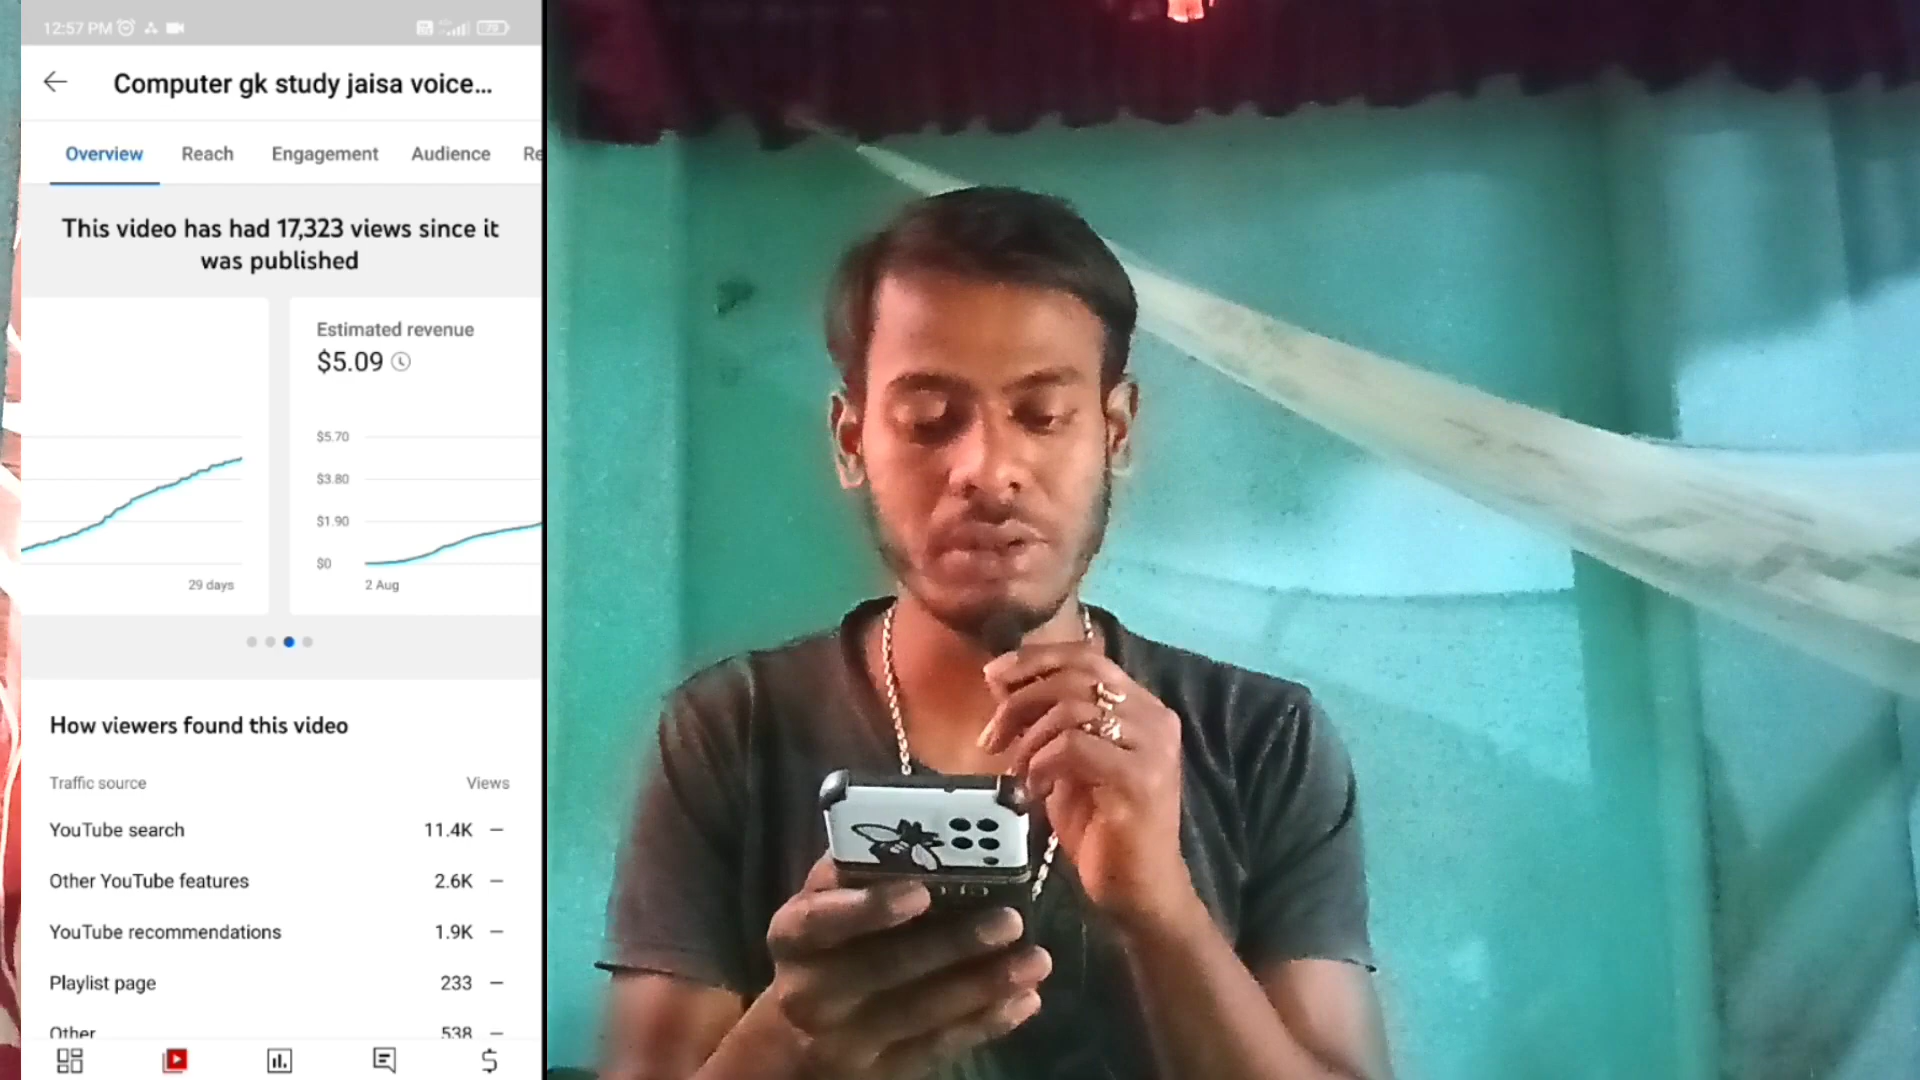 12:57 PM
79
Computer gk study jaisa voice...
Overview Reach Engagement Audience Re
This video has had 17,323 views since it
was published
29 days
Estimated revenue
$5.09
$5.70
$3.80
$1.90
$0
2 Aug
How viewers found this video
Traffic source Views
YouTube search 11.4K —
Other YouTube features 2.6K —
YouTube recommendations 1.9K —
Playlist page 233 —
Other 538 —